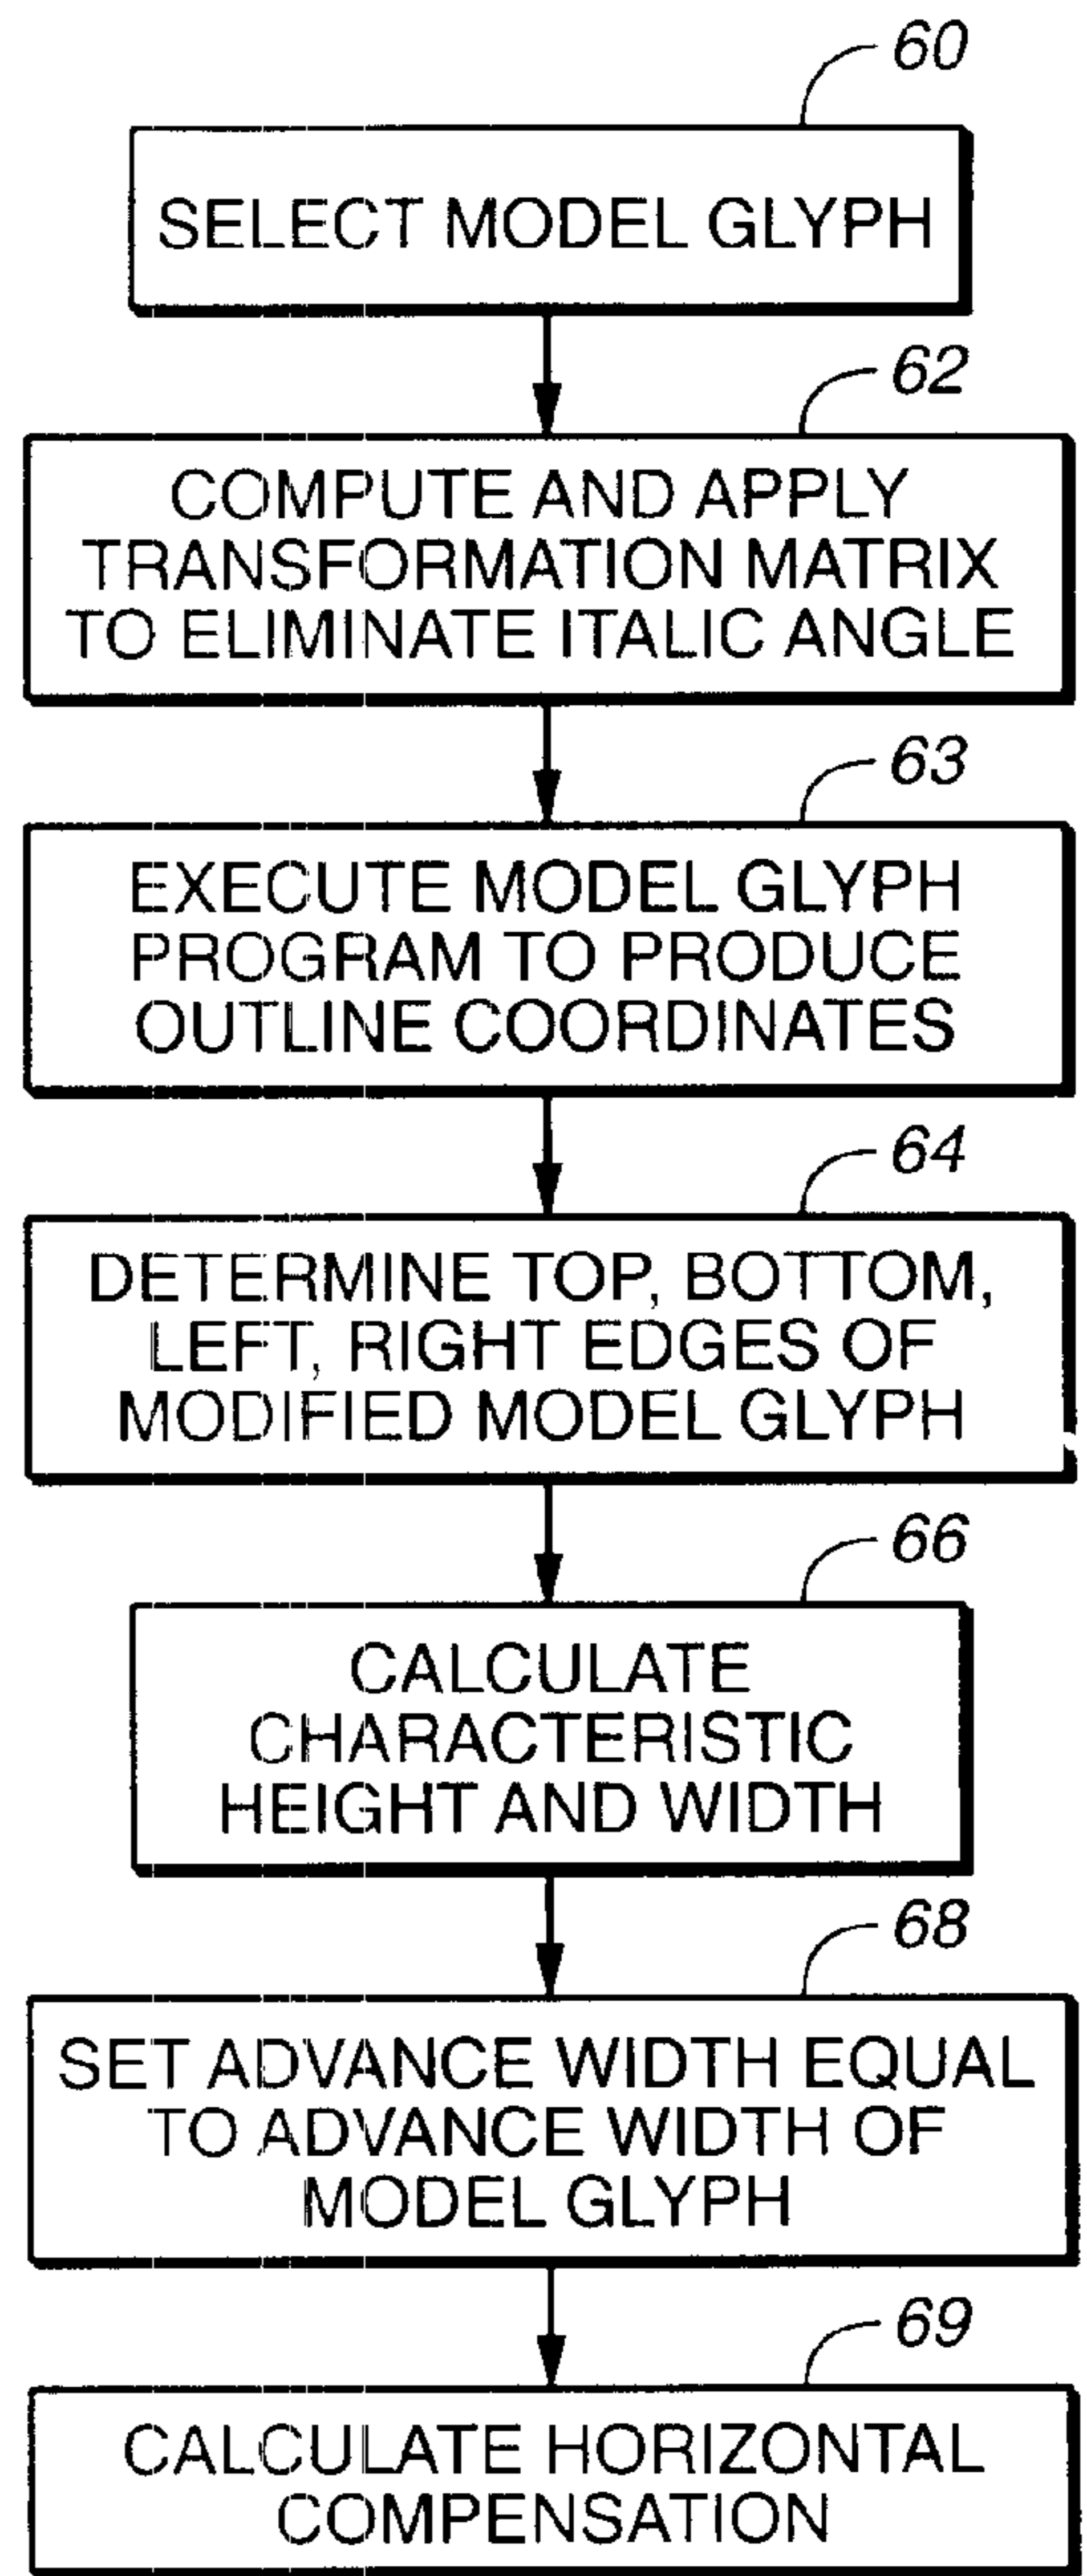 60
SELECT MODEL GLYPH
62
COMPUTE AND APPLY
TRANSFORMATION MATRIX
TO ELIMINATE ITALIC ANGLE
63
EXECUTE MODEL GLYPH
PROGRAM TO PRODUCE
OUTLINE COORDINATES
64
DETERMINE TOP, BOTTOM,
LEFT, RIGHT EDGES OF
MODIFIED MODEL GLYPH
66
CALCULATE
CHARACTERISTIC
HEIGHT AND WIDTH
68
SET ADVANCE WIDTH EQUAL
TO ADVANCE WIDTH OF
MODEL GLYPH
69
CALCULATE HORIZONTAL
COMPENSATION